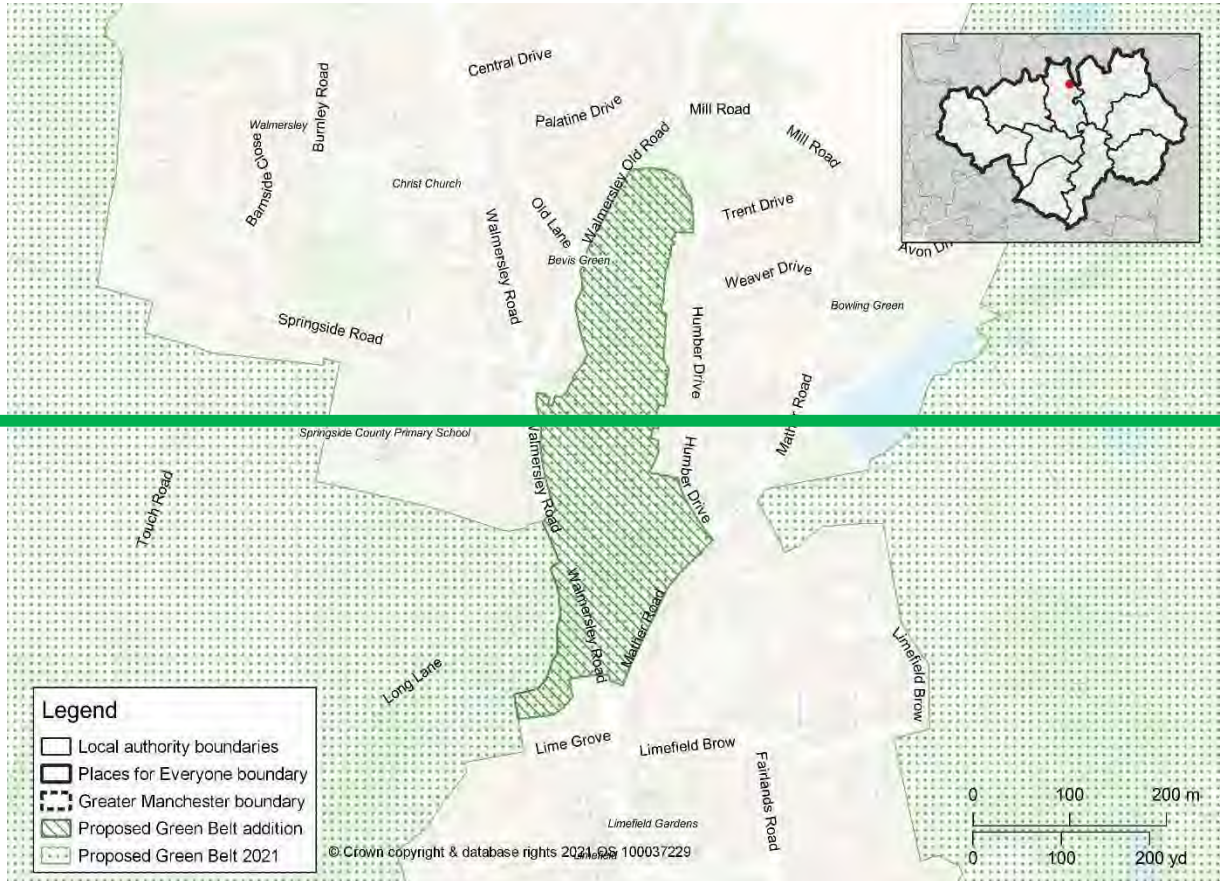 Central Drive
Burnley Road
Palatine Drive
Mill Road
Mill Road
Walmersley
Barnside Close
Walmersley Old Road
Christ Church
Trent Drive
Old Lane
Walmersley Road
Bevis Green
Weaver Drive
Bowling Green
Springside Road
Humber Drive
Mather Road
Springside County Primary School
Walmersley Road
Humber Drive
Touch Road
Walmersley Road
Mather Road
Long Lane
Limefield Brow
Lime Grove
Limefield Brow
Fairlands Road
Limefield Gardens
Limefield
Legend
Local authority boundaries
Places for Everyone boundary
Greater Manchester boundary
Proposed Green Belt addition
Proposed Green Belt 2021
© Crown copyright & database rights 2021 OS 100037229
0 100 200 m
0 100 200 yd